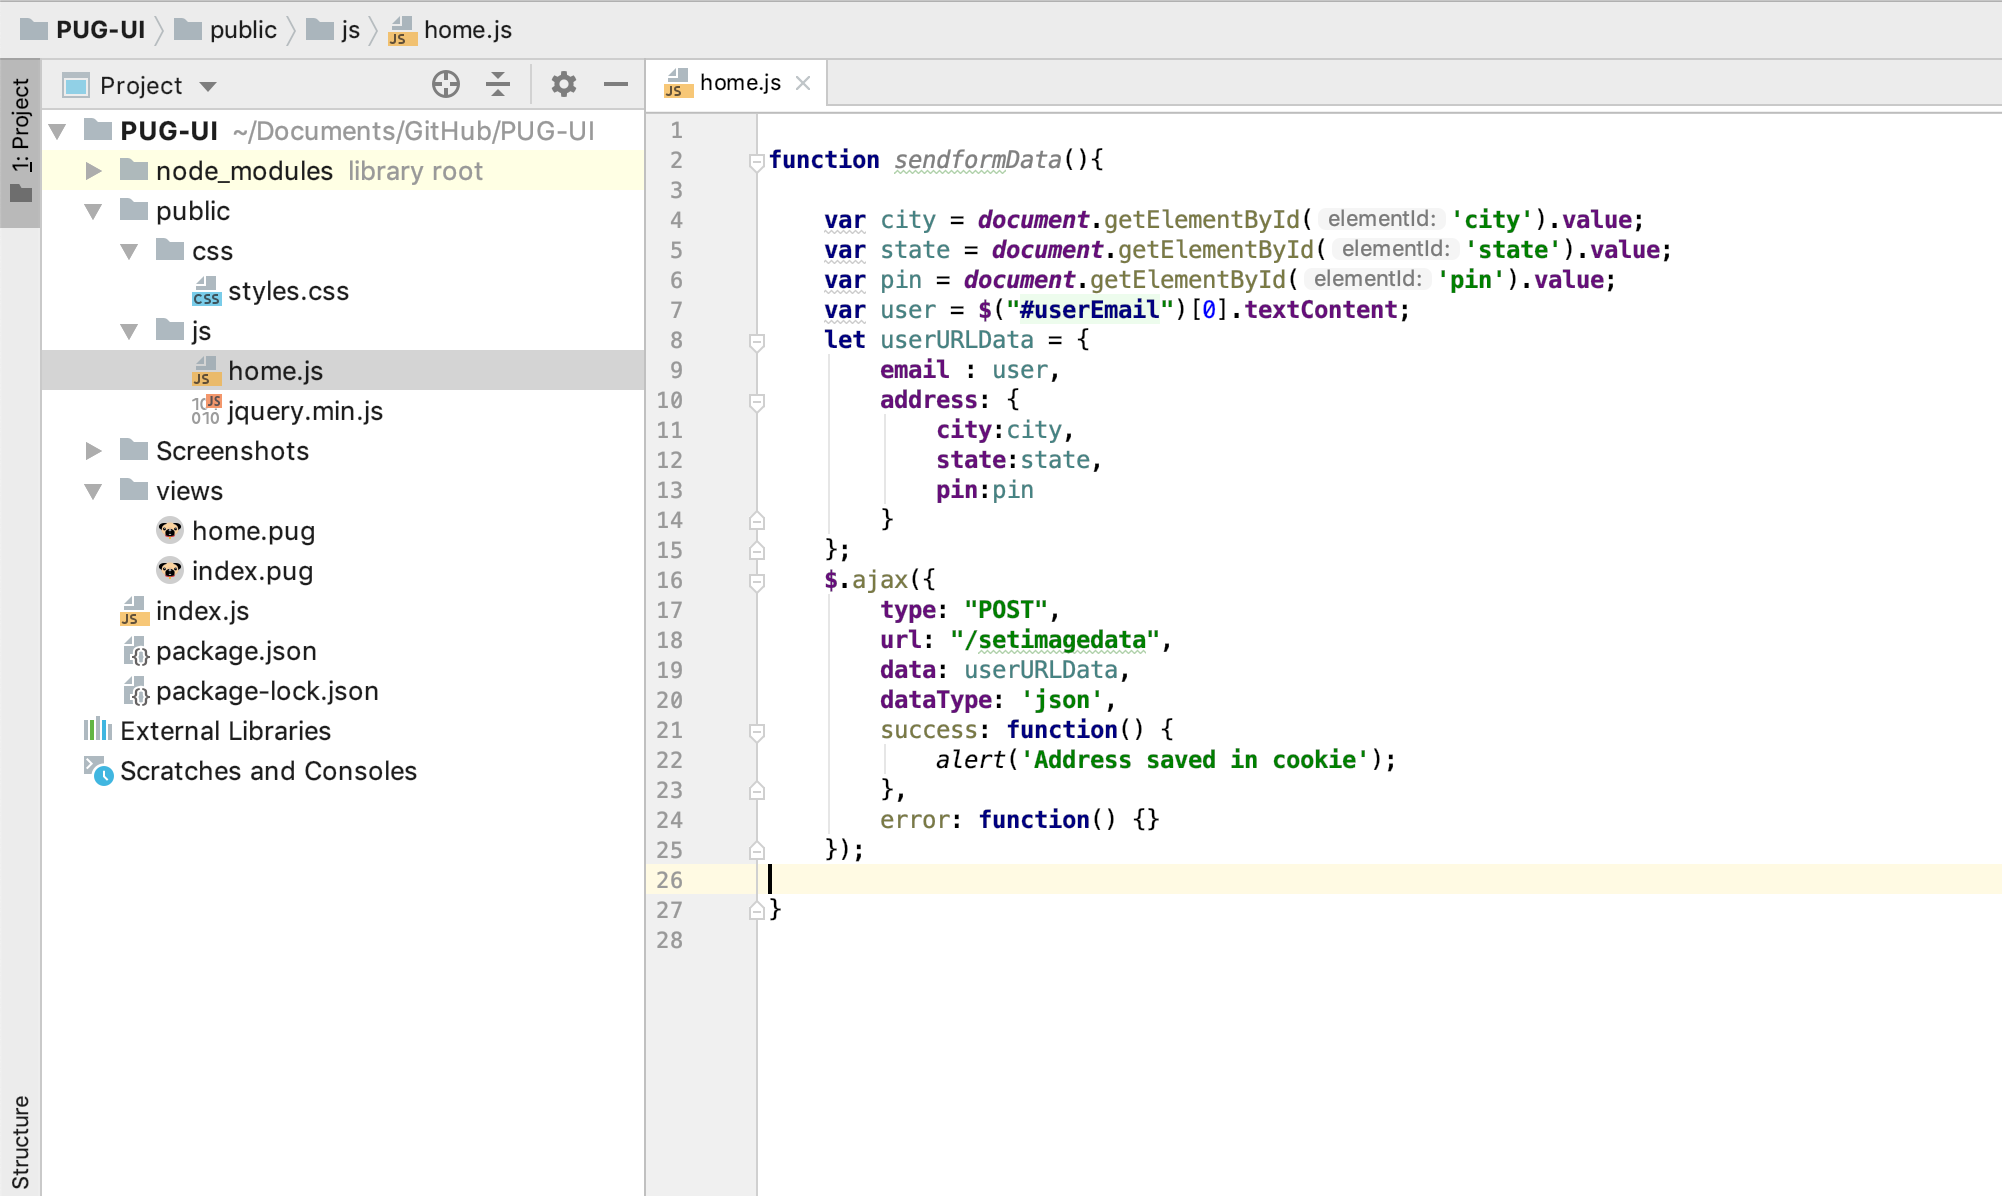 PUG-UI public js home.js
1: Project
Structure
Project
PUG-UI ~/Documents/GitHub/PUG-UI
node_modules library root
public
css
styles.css
js
home.js
jquery.min.js
Screenshots
views
home.pug
index.pug
index.js
package.json
package-lock.json
External Libraries
Scratches and Consoles
home.js
1
2 function sendformData(){
3
4 var city = document.getElementById( elementId: 'city').value;
5 var state = document.getElementById( elementId: 'state').value;
6 var pin = document.getElementById( elementId: 'pin').value;
7 var user = $("#userEmail")[0].textContent;
8 let userURLData = {
9 email : user,
10 address: {
11 city:city,
12 state:state,
13 pin:pin
14 }
15 };
16 $.ajax({
17 type: "POST",
18 url: "/setimagedata",
19 data: userURLData,
20 dataType: 'json',
21 success: function() {
22 alert('Address saved in cookie');
23 },
24 error: function() {}
25 });
26
27 }
28